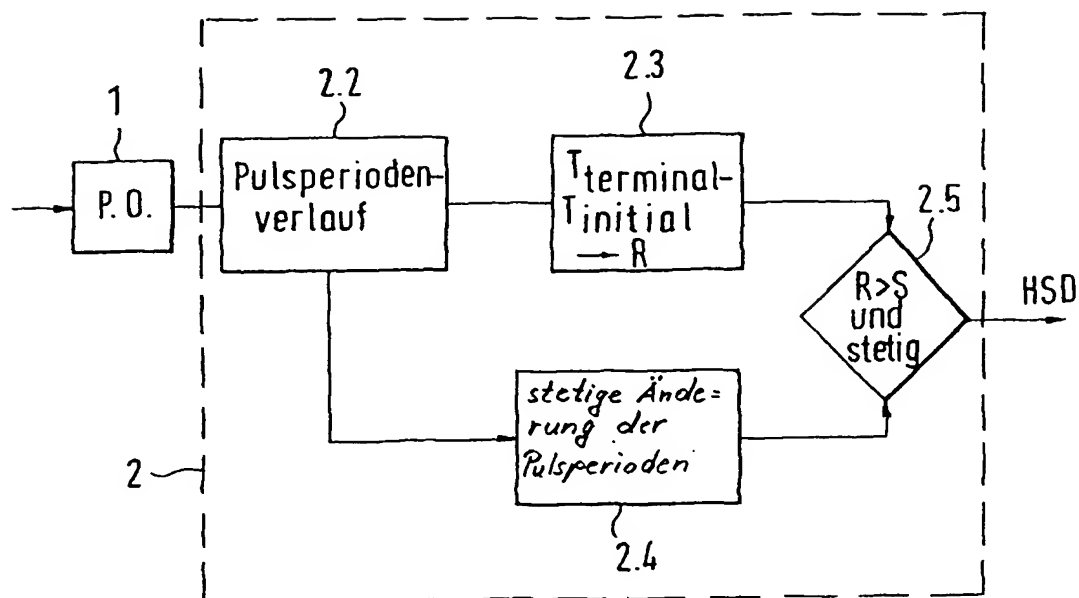 1
P. O.
2.2
Pulsperioden-
verlauf
2.3
Tterminal-
Tinitial
→ R
2.5
R>S
und
stetig
HSD
stetige Ände=
rung der
Pulsperioden
2
2.4